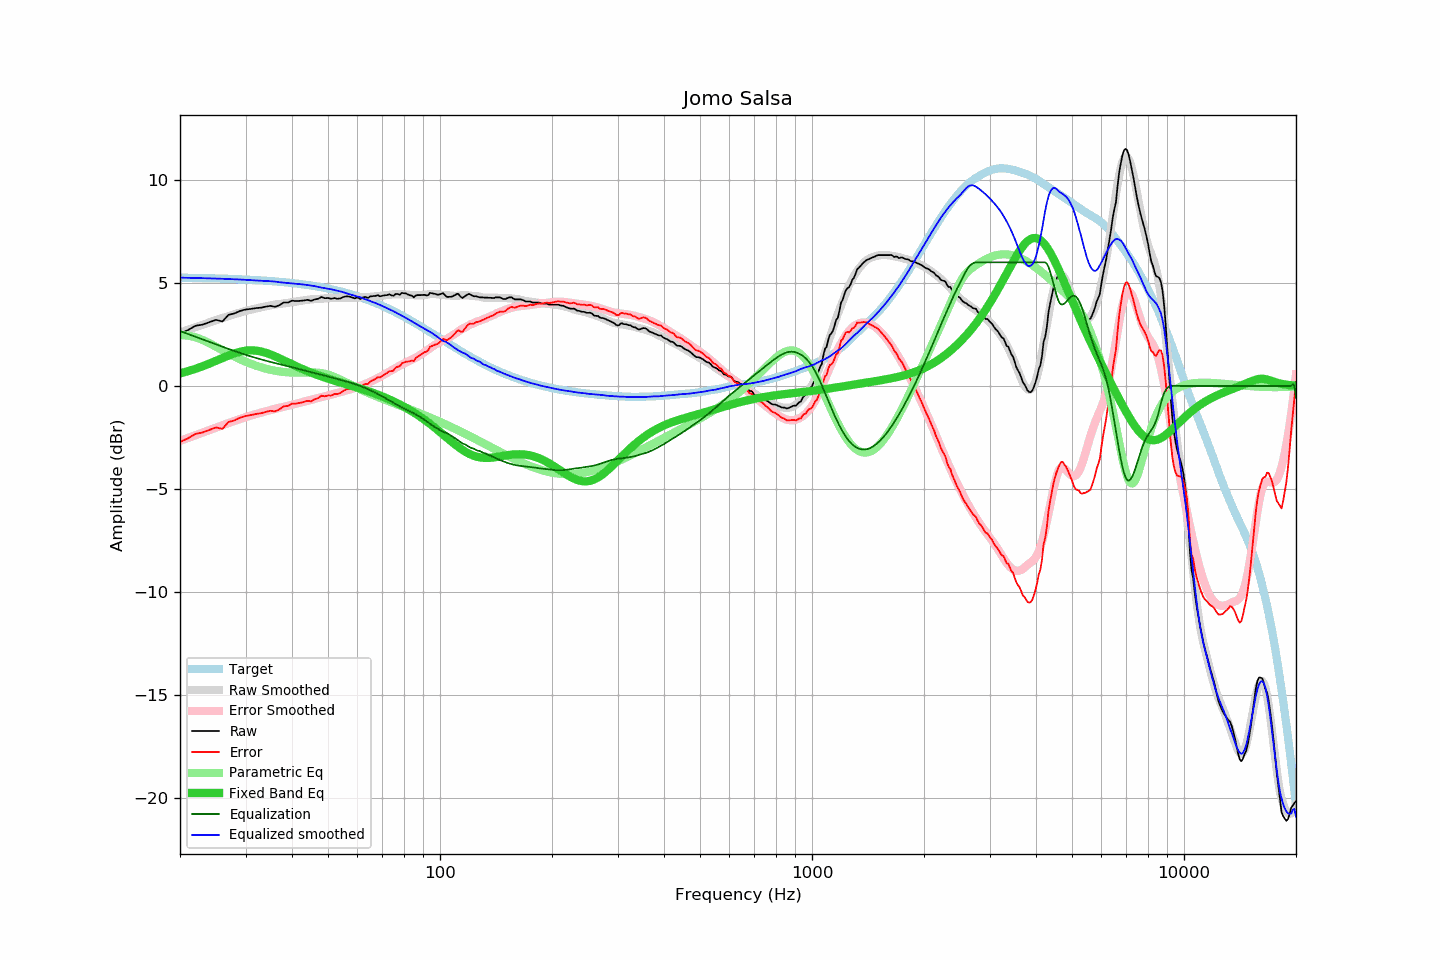 Jomo Salsa
10
5
0
−5
−10
−15
−20
Amplitude (dBr)
Target
Raw Smoothed
Error Smoothed
Raw
Error
Parametric Eq
Fixed Band Eq
Equalization
Equalized smoothed
100
1000
10000
Frequency (Hz)